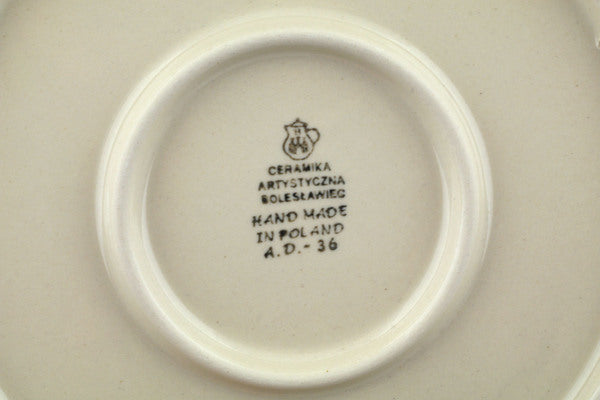 CERAMIKA
ARTYSTYCZNA
BOLESŁAWIEC
HAND MADE
IN POLAND
A.D.- 36